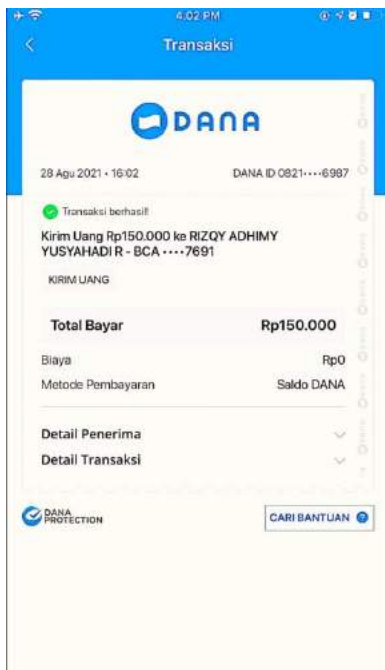 4:02 PM
Transaksi
DANA
28 Agu 2021 • 16:02 DANA ID 0821••••6987
Transaksi berhasil!
Kirim Uang Rp150.000 ke RIZQY ADHIMY
YUSYAHADI R - BCA ••••7691
KIRIM UANG
Total Bayar Rp150.000
Biaya Rp0
Metode Pembayaran Saldo DANA
Detail Penerima
Detail Transaksi
DANA
PROTECTION
CARI BANTUAN